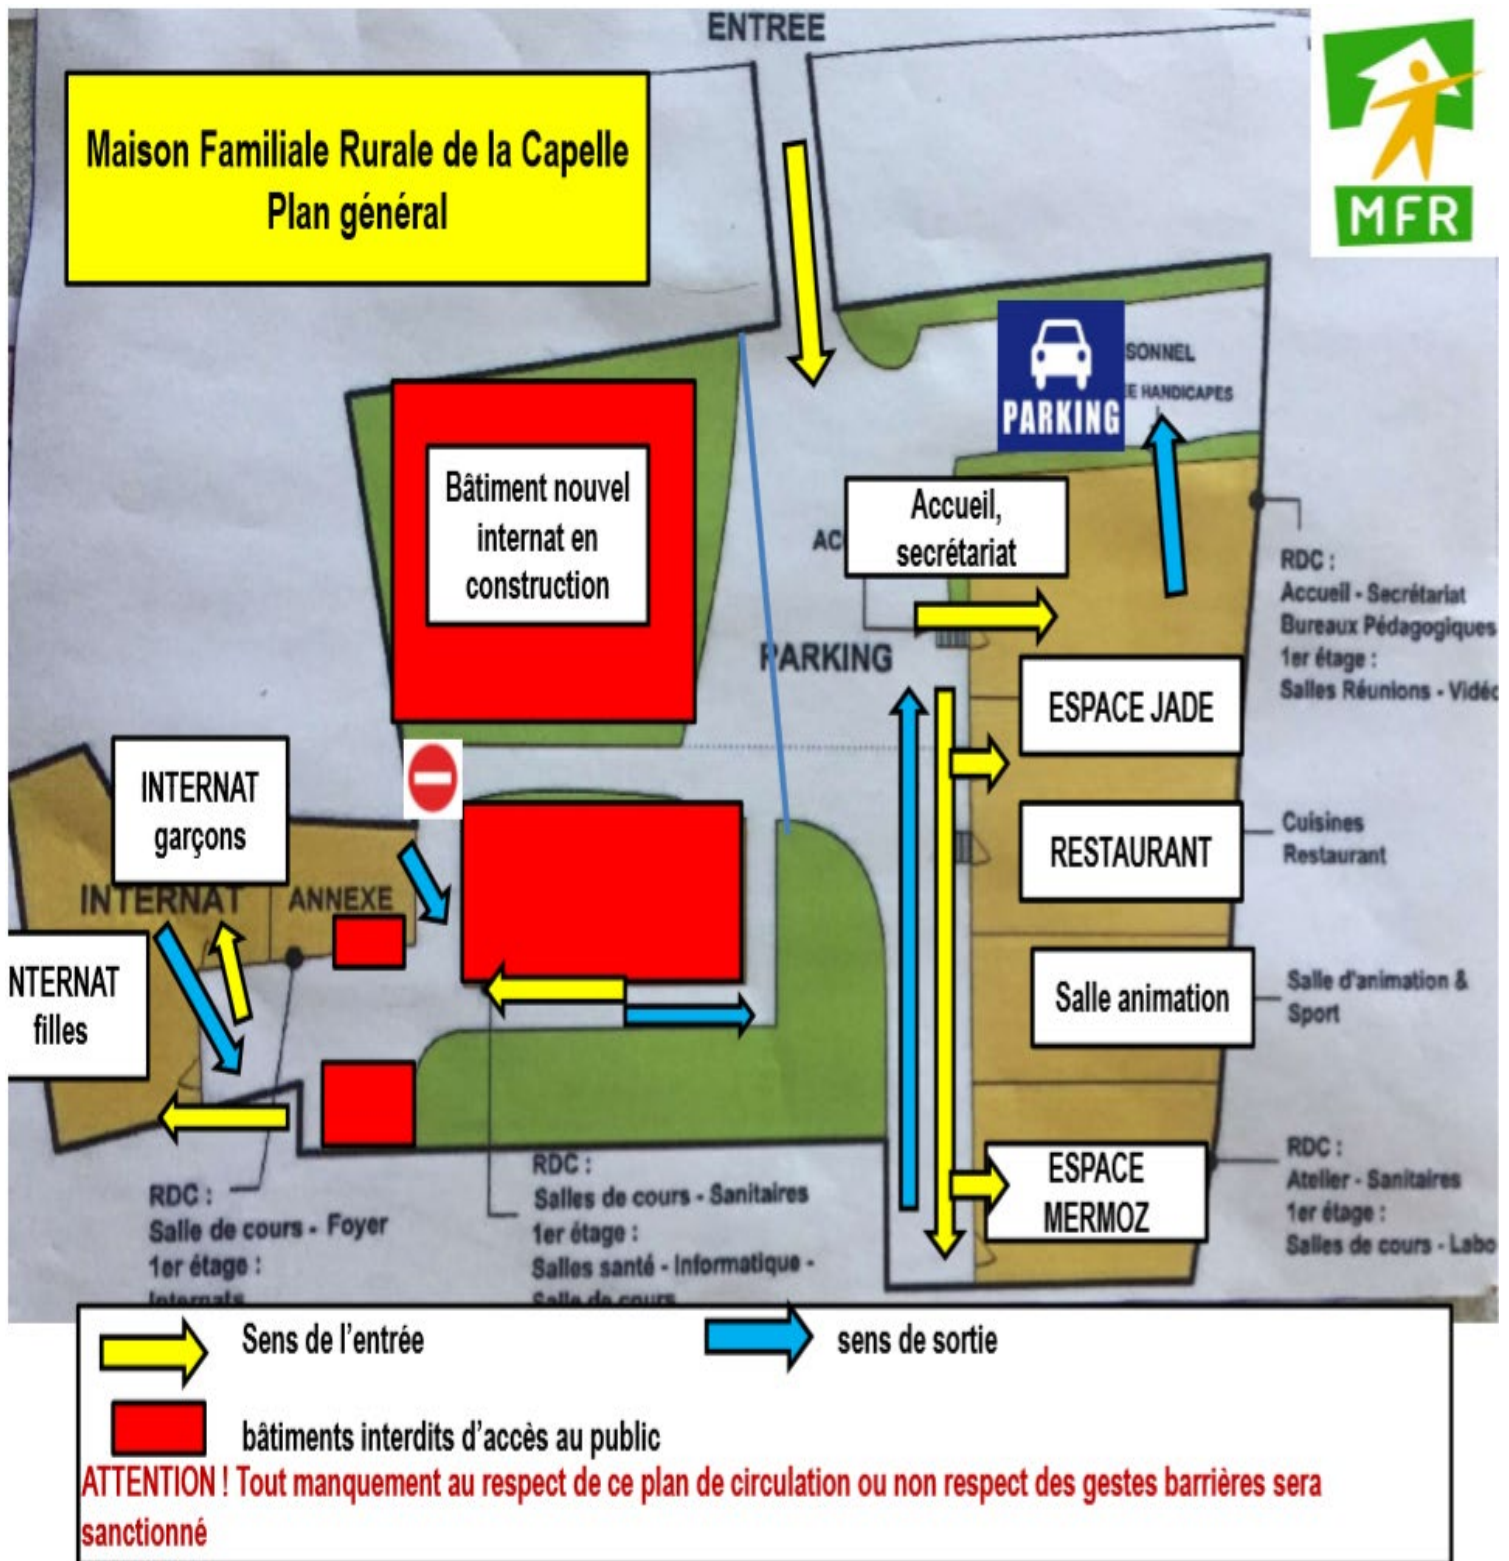 ENTREE
Maison Familiale Rurale de la Capelle
Plan général
MFR
SONNEL
HANDICAPES
PARKING
Bâtiment nouvel
internat en
construction
Accueil,
secrétariat
AC
RDC :
Accueil - Secrétariat
Bureaux Pédagogiques
1er étage :
Salles Réunions - Vidéo
PARKING
ESPACE JADE
INTERNAT
garçons
RESTAURANT
Cuisines
Restaurant
INTERNAT
ANNEXE
NTERNAT
filles
Salle animation
Salle d'animation &
Sport
ESPACE
MERMOZ
RDC :
Atelier - Sanitaires
1er étage :
Salles de cours - Labo
RDC :
Salle de cours - Foyer
1er étage :
Internats
RDC :
Salles de cours - Sanitaires
1er étage :
Salles santé - Informatique -
Salle de cours
Sens de l'entrée
sens de sortie
bâtiments interdits d'accès au public
ATTENTION ! Tout manquement au respect de ce plan de circulation ou non respect des gestes barrières sera
sanctionné